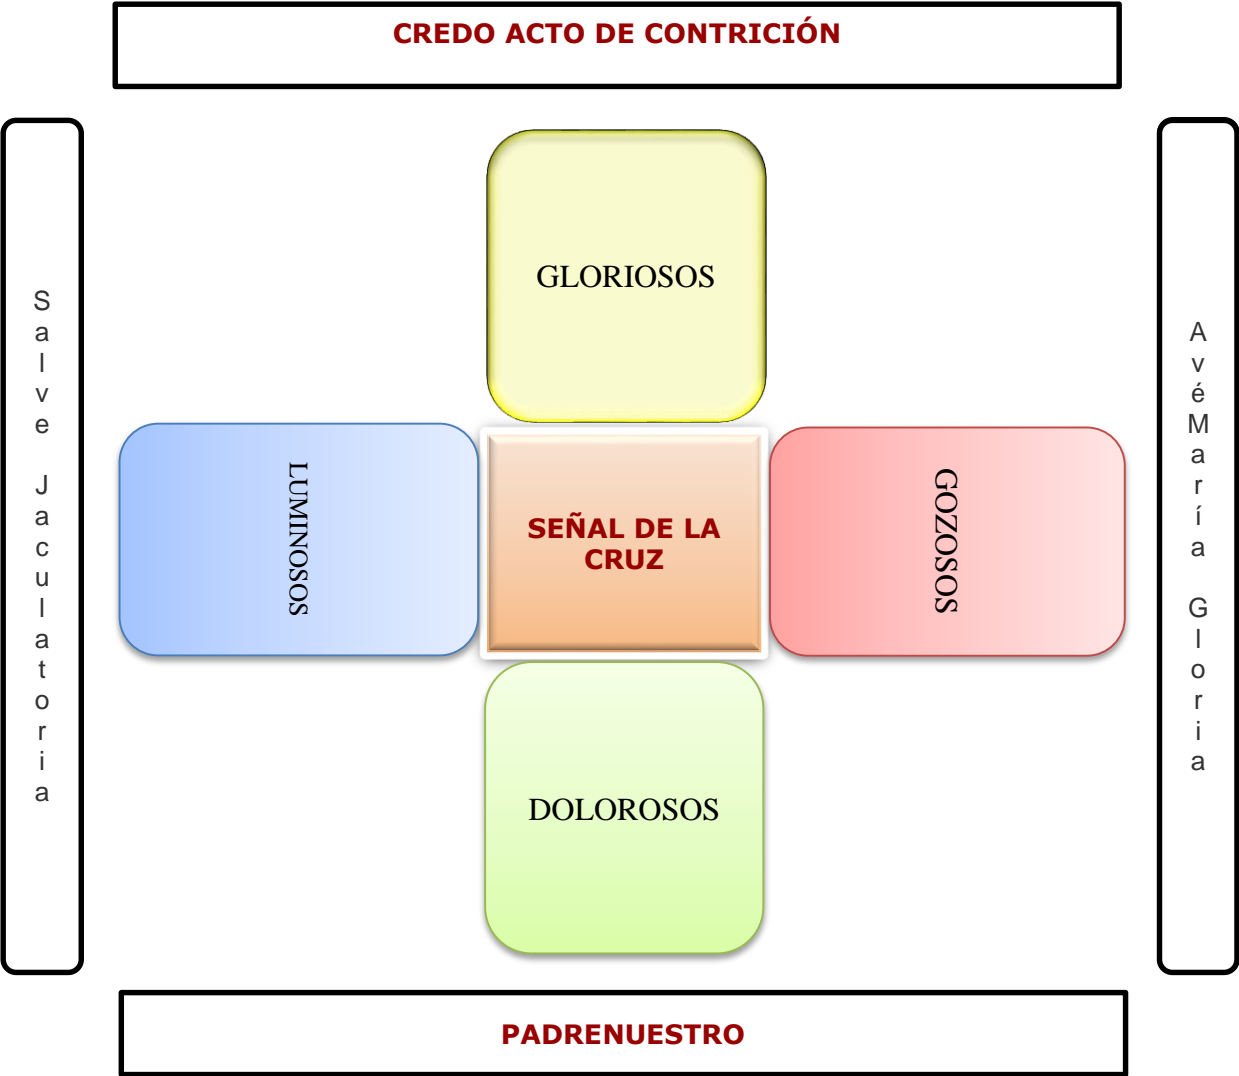 CREDO ACTO DE CONTRICIÓN
GLORIOSOS
Salve Jaculatoria
LUMINOSOS
SEÑAL DE LA
CRUZ
GOZOSOS
AvéMaría Gloria
DOLOROSOS
PADRENUESTRO